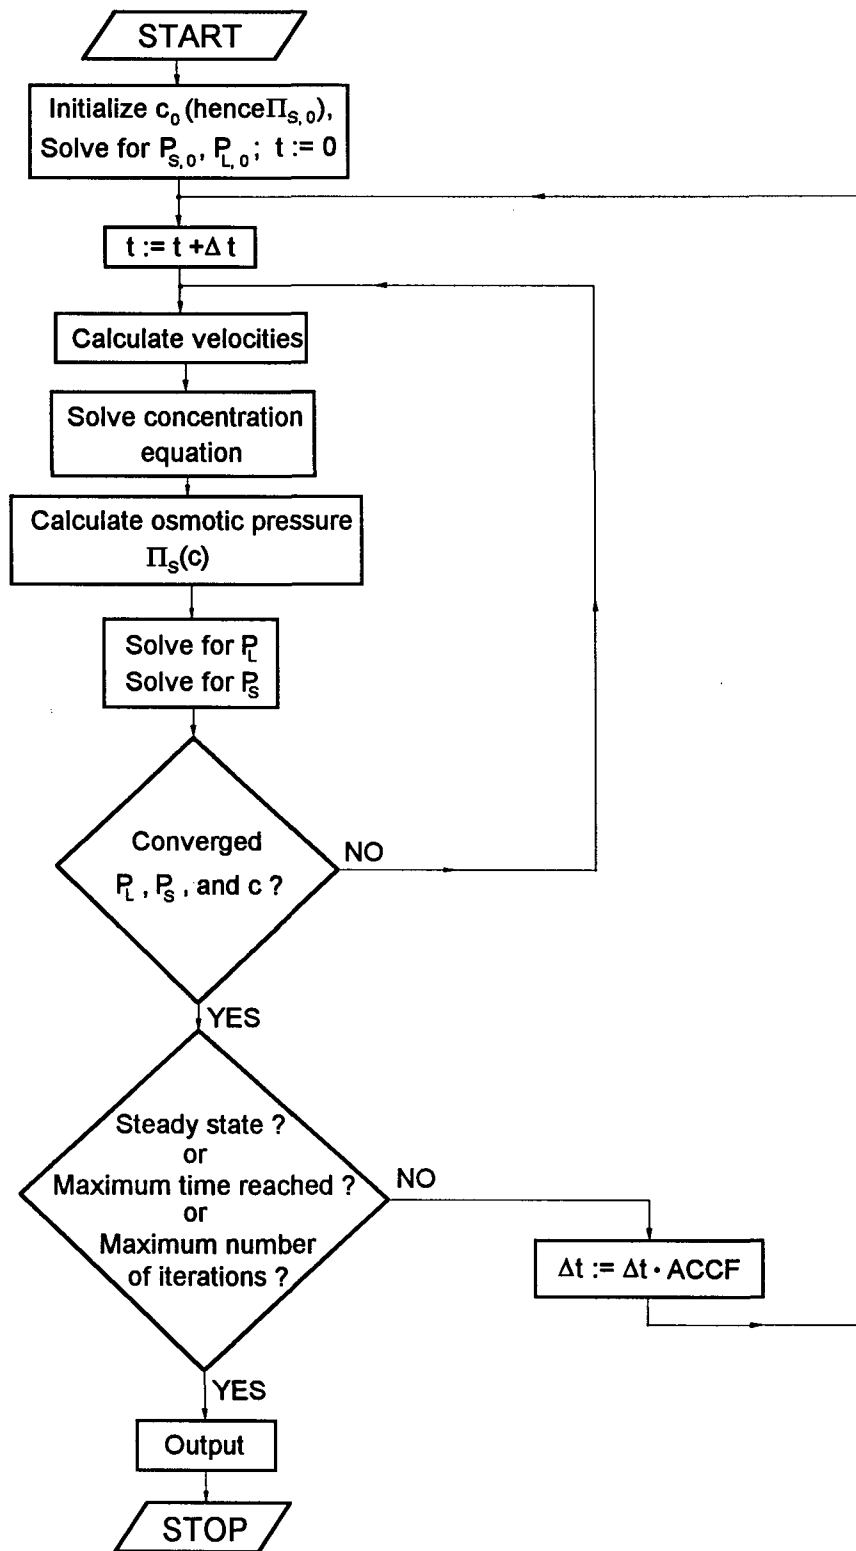 START
Initialize c₀ (henceΠS, 0),
Solve for PS,0, PL, 0; t := 0
t := t +Δ t
Calculate velocities
Solve concentration
equation
Calculate osmotic pressure
ΠS(c)
Solve for PL
Solve for PS
Converged
PL , PS , and c ?
NO
YES
Steady state ?
or
Maximum time reached ?
or
Maximum number
of iterations ?
NO
Δt := Δt · ACCF
YES
Output
STOP